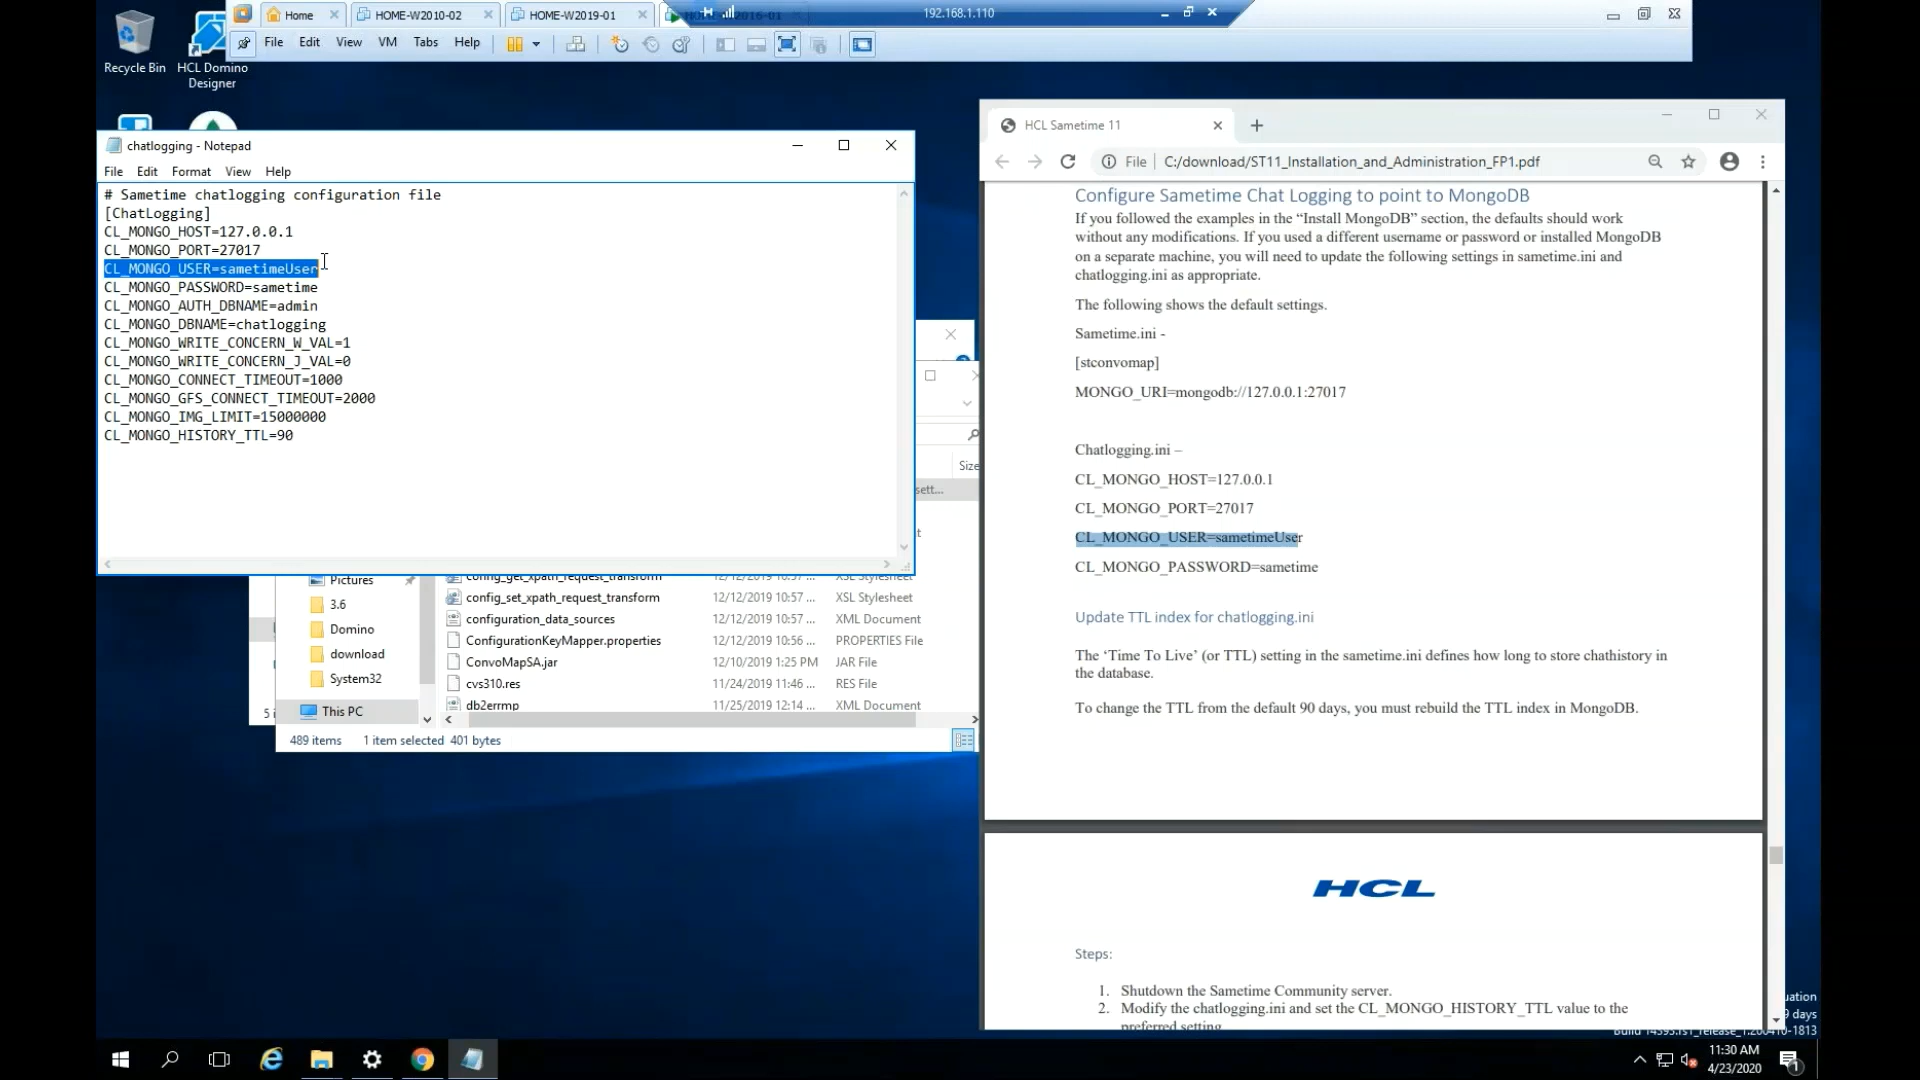 Recycle Bin
HCL Domino
Designer
Home
HOME-W2010-02
HOME-W2019-01
192.168.1.110
File Edit View VM Tabs Help
chatlogging - Notepad
File Edit Format View Help
# Sametime chatlogging configuration file
[ChatLogging]
CL_MONGO_HOST=127.0.0.1
CL_MONGO_PORT=27017
CL_MONGO_USER=sametimeUser
CL_MONGO_PASSWORD=sametime
CL_MONGO_AUTH_DBNAME=admin
CL_MONGO_DBNAME=chatlogging
CL_MONGO_WRITE_CONCERN_W_VAL=1
CL_MONGO_WRITE_CONCERN_J_VAL=0
CL_MONGO_CONNECT_TIMEOUT=1000
CL_MONGO_GFS_CONNECT_TIMEOUT=2000
CL_MONGO_IMG_LIMIT=15000000
CL_MONGO_HISTORY_TTL=90
Size
sett...
Pictures
3.6
Domino
download
System32
This PC
config_get_xpath_request_transform 12/12/2019 10:57 ... XSL Stylesheet
config_set_xpath_request_transform 12/12/2019 10:57 ... XSL Stylesheet
configuration_data_sources 12/12/2019 10:57 ... XML Document
ConfigurationKeyMapper.properties 12/12/2019 10:56 ... PROPERTIES File
ConvoMapSA.jar 12/10/2019 1:25 PM JAR File
cvs310.res 11/24/2019 11:46 ... RES File
db2errmp 11/25/2019 12:14 ... XML Document
489 items 1 item selected 401 bytes
HCL Sametime 11
File C:/download/ST11_Installation_and_Administration_FP1.pdf
Configure Sametime Chat Logging to point to MongoDB
If you followed the examples in the “Install MongoDB” section, the defaults should work
without any modifications. If you used a different username or password or installed MongoDB
on a separate machine, you will need to update the following settings in sametime.ini and
chatlogging.ini as appropriate.
The following shows the default settings.
Sametime.ini -
[stconvomap]
MONGO_URI=mongodb://127.0.0.1:27017
Chatlogging.ini –
CL_MONGO_HOST=127.0.0.1
CL_MONGO_PORT=27017
CL_MONGO_USER=sametimeUser
CL_MONGO_PASSWORD=sametime
Update TTL index for chatlogging.ini
The ‘Time To Live’ (or TTL) setting in the sametime.ini defines how long to store chathistory in
the database.
To change the TTL from the default 90 days, you must rebuild the TTL index in MongoDB.
HCL
Steps:
1. Shutdown the Sametime Community server.
2. Modify the chatlogging.ini and set the CL_MONGO_HISTORY_TTL value to the
preferred setting
11:30 AM
4/23/2020